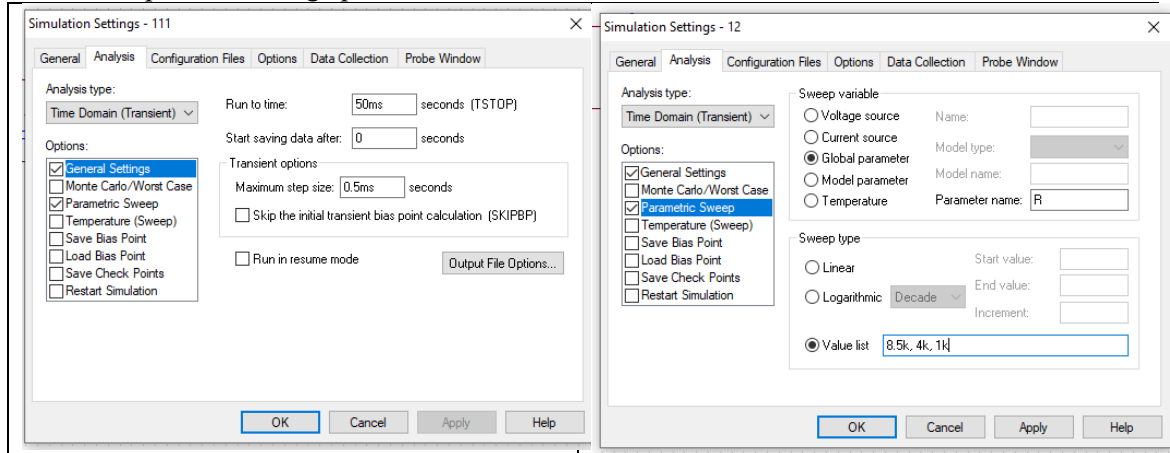 Simulation Settings - 111
General Analysis Configuration Files Options Data Collection Probe Window
Analysis type:
Time Domain (Transient)
Options:
General Settings
Monte Carlo/Worst Case
Parametric Sweep
Temperature (Sweep)
Save Bias Point
Load Bias Point
Save Check Points
Restart Simulation
Run to time: 50ms seconds (TSTOP)
Start saving data after: 0 seconds
Transient options
Maximum step size: 0.5ms seconds
Skip the initial transient bias point calculation (SKIPBP)
Run in resume mode
Output File Options...
OK Cancel Apply Help
Simulation Settings - 12
General Analysis Configuration Files Options Data Collection Probe Window
Analysis type:
Time Domain (Transient)
Options:
General Settings
Monte Carlo/Worst Case
Parametric Sweep
Temperature (Sweep)
Save Bias Point
Load Bias Point
Save Check Points
Restart Simulation
Sweep variable
Voltage source Name:
Current source
Model type:
Global parameter
Model name:
Model parameter
Temperature Parameter name: R
Sweep type
Linear Start value:
End value:
Logarithmic Decade
Increment:
Value list 8.5k, 4k, 1k
OK Cancel Apply Help